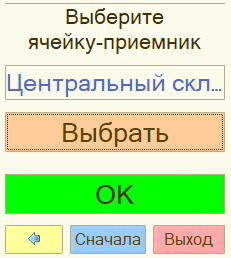 Выберите
ячейку-приемник
Центральный скл...
Выбрать
OK
Сначала
Выход